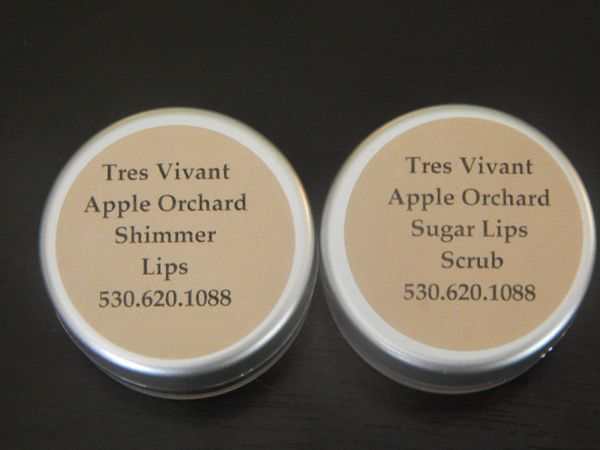 Tres Vivant
Apple Orchard
Shimmer
Lips
530.620.1088
Tres Vivant
Apple Orchard
Sugar Lips
Scrub
530.620.1088